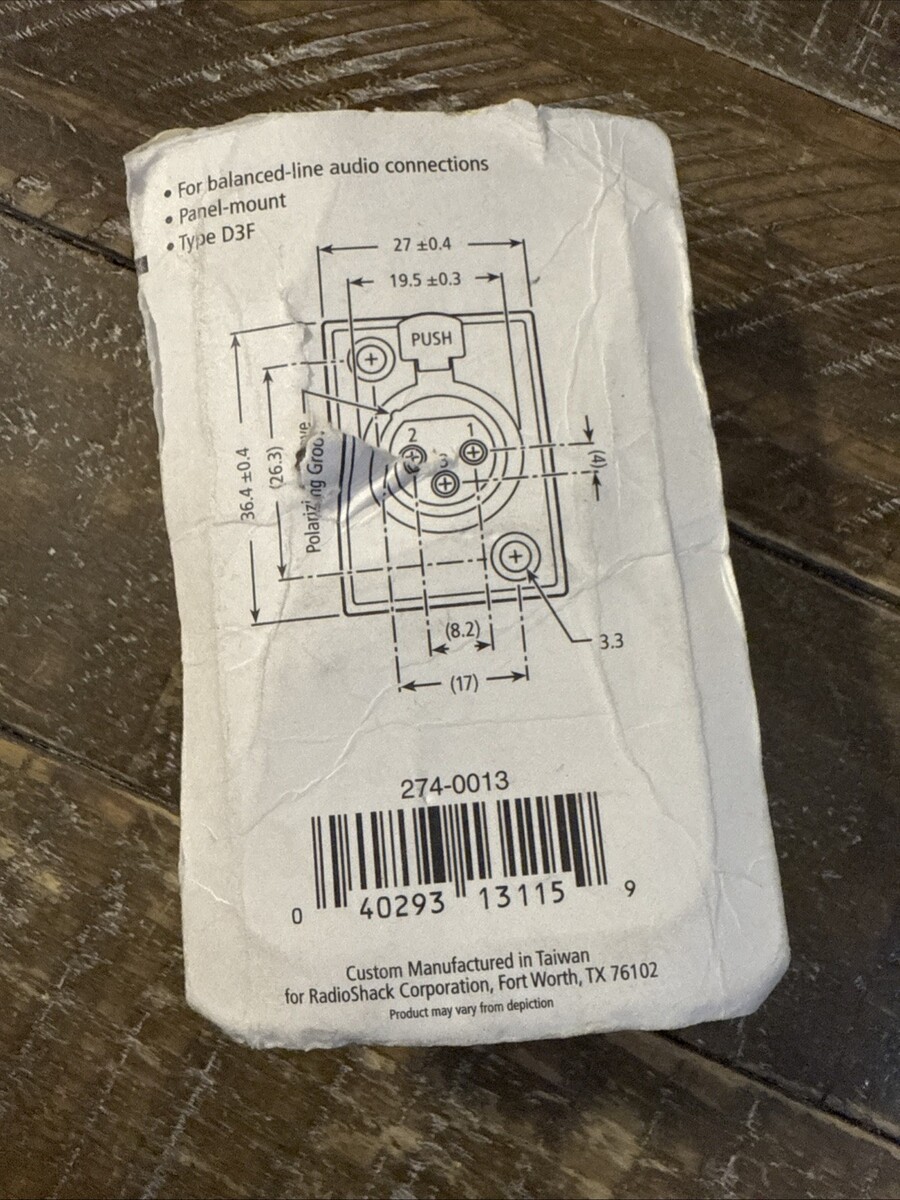 • For balanced-line audio connections
• Panel-mount
• Type D3F
27 ±0.4
19.5 ±0.3
PUSH
36.4 ±0.4
(26.3)
Polarizing Groove
2
1
3
(4)
(8.2)
3.3
(17)
274-0013
0 40293 13115 9
Custom Manufactured in Taiwan
for RadioShack Corporation, Fort Worth, TX 76102
Product may vary from depiction